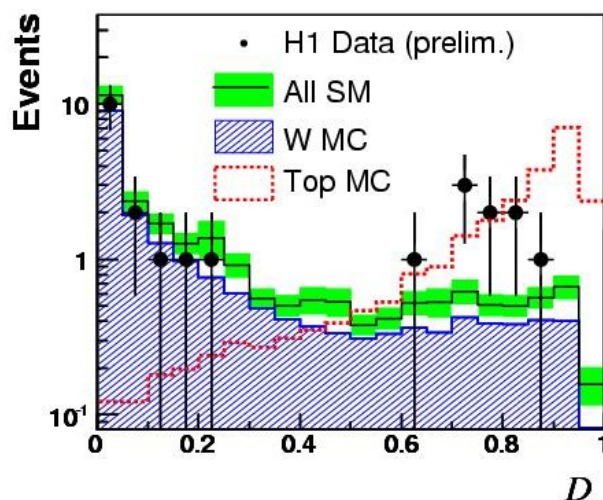 Events
H1 Data (prelim.)
All SM
W MC
Top MC
10
1
10-1
0 0.2 0.4 0.6 0.8 1
D